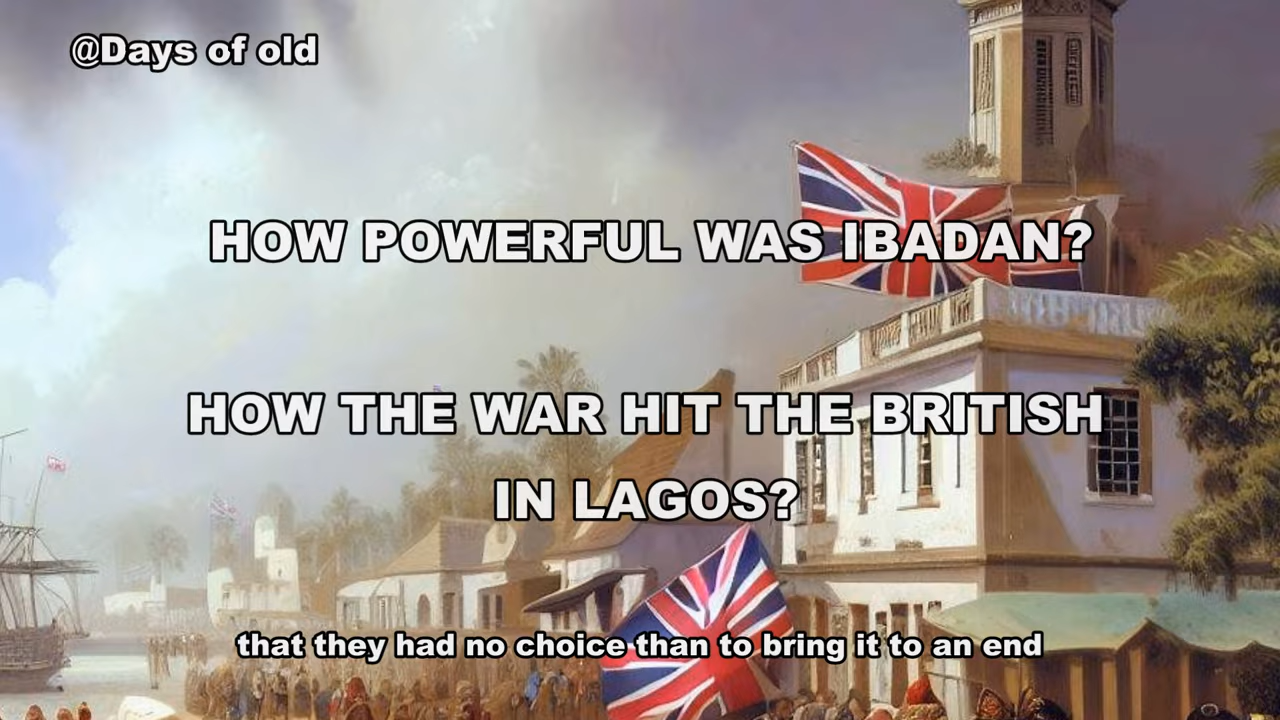 @Days of old
HOW POWERFUL WAS IBADAN?
HOW THE WAR HIT THE BRITISH
IN LAGOS?
that they had no choice than to bring it to an end